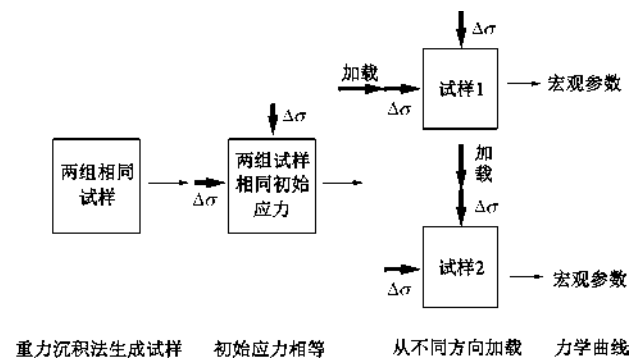 Δσ
加载
Δσ
试样1
宏观参数
Δσ
两组相同
试样
Δσ
两组试样
相同初始
应力
加
载
Δσ
Δσ
试样2
宏观参数
重力沉积法生成试样
初始应力相等
从不同方向加载
力学曲线